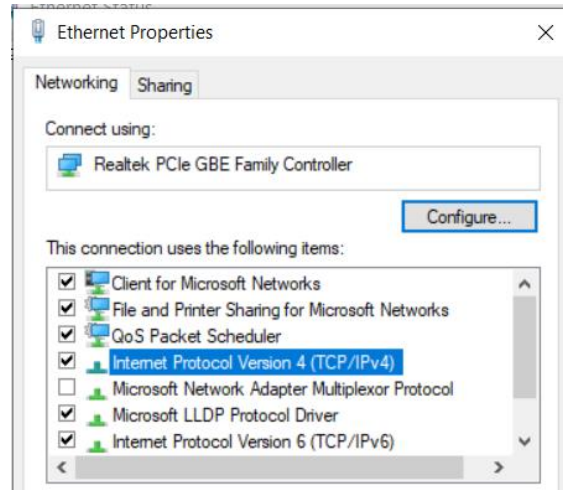 Ethernet Status
Ethernet Properties
Networking Sharing
Connect using:
Realtek PCIe GBE Family Controller
Configure...
This connection uses the following items:
Client for Microsoft Networks
File and Printer Sharing for Microsoft Networks
QoS Packet Scheduler
Internet Protocol Version 4 (TCP/IPv4)
Microsoft Network Adapter Multiplexor Protocol
Microsoft LLDP Protocol Driver
Internet Protocol Version 6 (TCP/IPv6)